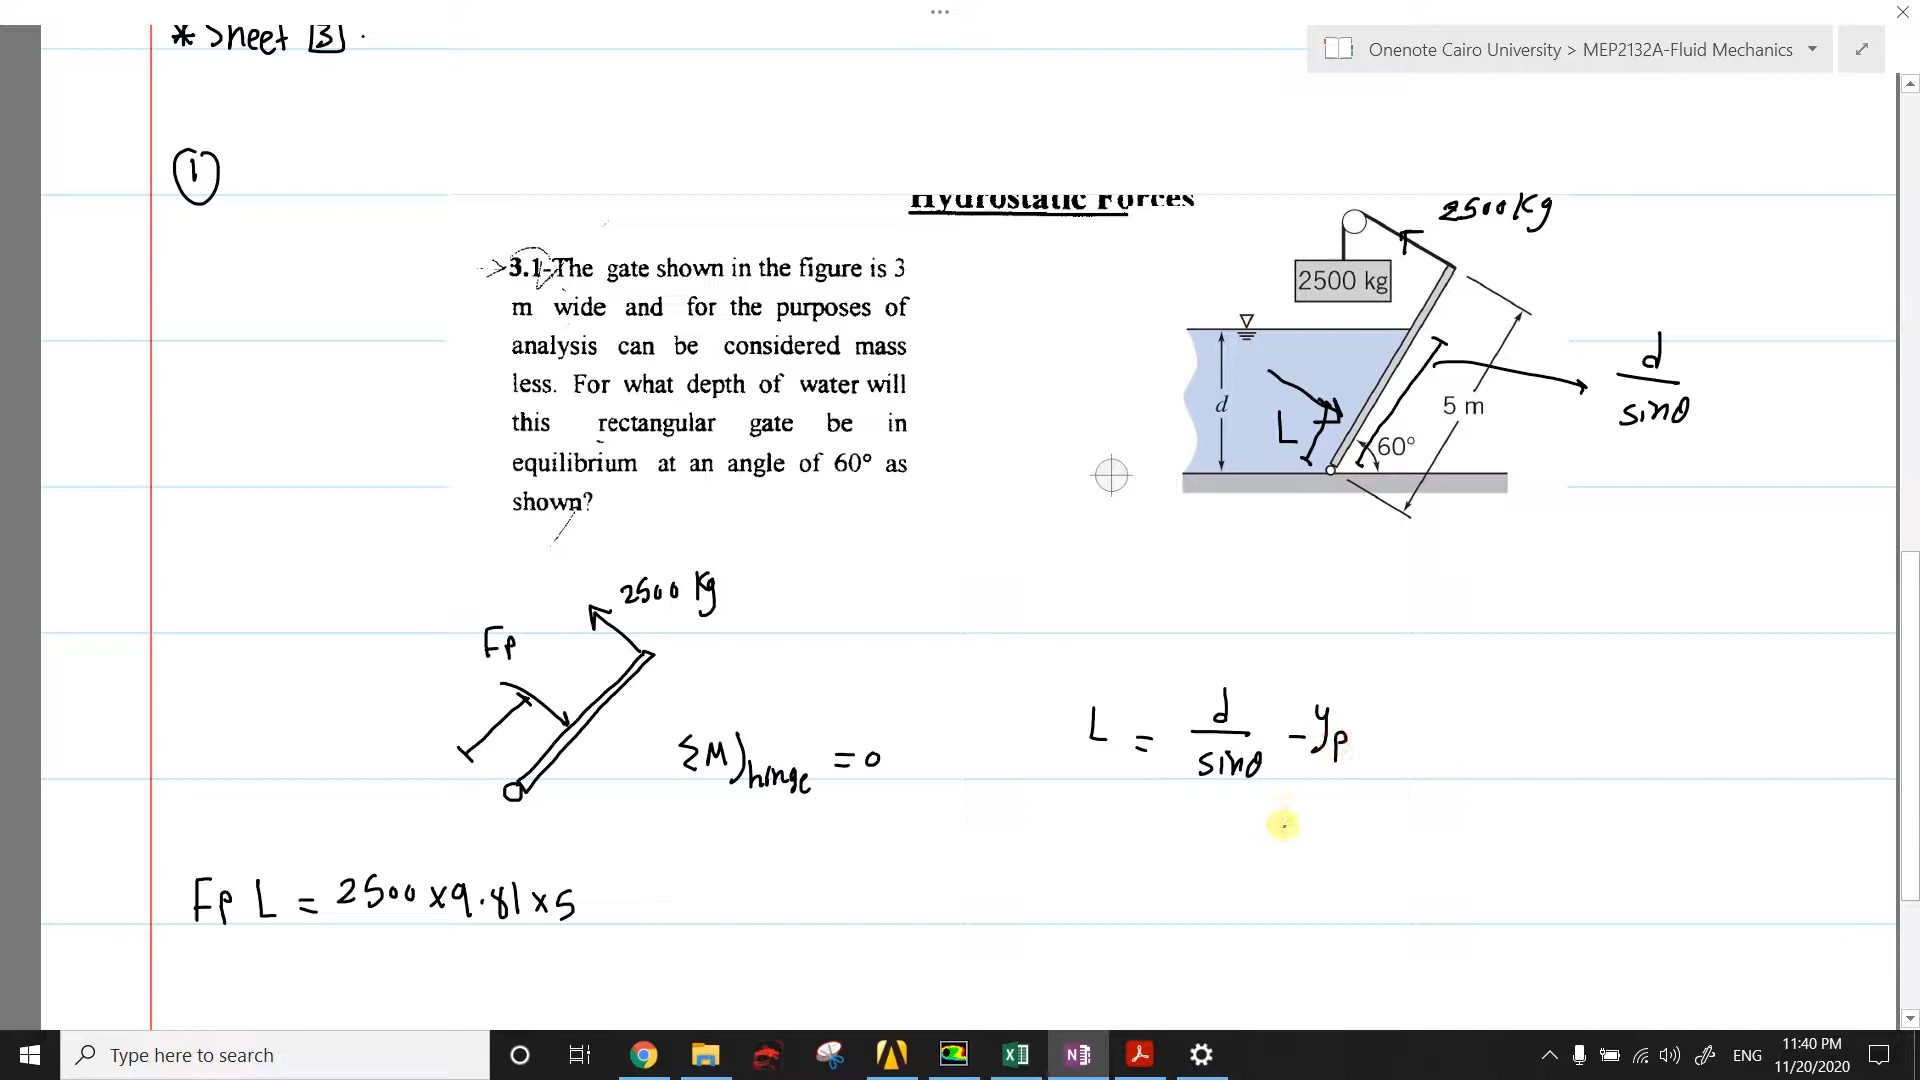 * Sheet [3]
Onenote Cairo University > MEP2132A-Fluid Mechanics
1
Hydrostatic Forces
2500 Kg
3.1-The gate shown in the figure is 3
m wide and for the purposes of
analysis can be considered mass
less. For what depth of water will
this rectangular gate be in
equilibrium at an angle of 60° as
shown?
2500 kg
d
L
60°
5 m
d
sinθ
2500 Kg
Fp
ΣM)hinge = 0
L = d/sinθ - yp
Fp L = 2500 x 9.81 x 5
Type here to search
ENG
11:40 PM
11/20/2020